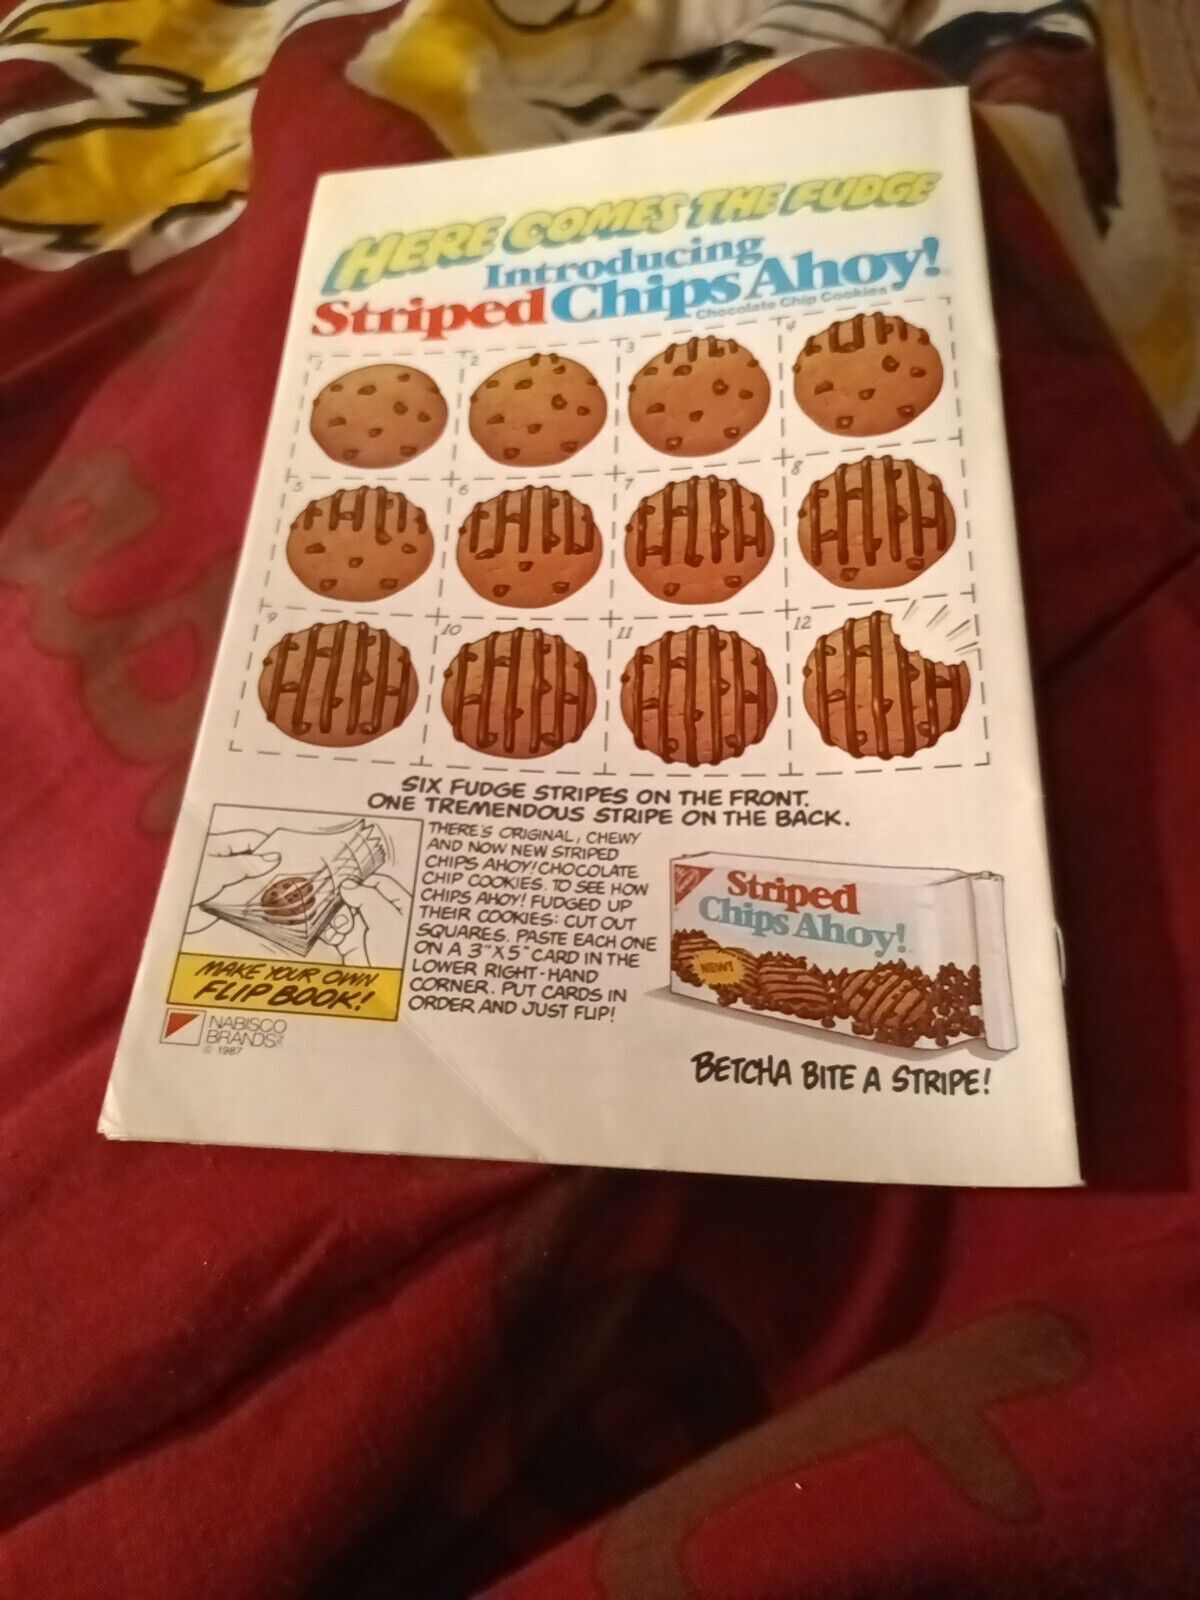 HERE COMES THE FUDGE
Introducing
Striped Chips Ahoy!
Chocolate Chip Cookies
1 2 3 4
5 6 7 8
9 10 11 12
SIX FUDGE STRIPES ON THE FRONT.
ONE TREMENDOUS STRIPE ON THE BACK.
THERE'S ORIGINAL, CHEWY
AND NOW NEW STRIPED
CHIPS AHOY! CHOCOLATE
CHIP COOKIES. TO SEE HOW
CHIPS AHOY! FUDGED UP
THEIR COOKIES: CUT OUT
SQUARES. PASTE EACH ONE
ON A 3"X5" CARD IN THE
LOWER RIGHT-HAND
CORNER. PUT CARDS IN
ORDER AND JUST FLIP!
MAKE YOUR OWN
FLIP BOOK!
NABISCO
BRANDS
© 1987
Striped
Chips Ahoy!
NEW!
BETCHA BITE A STRIPE!